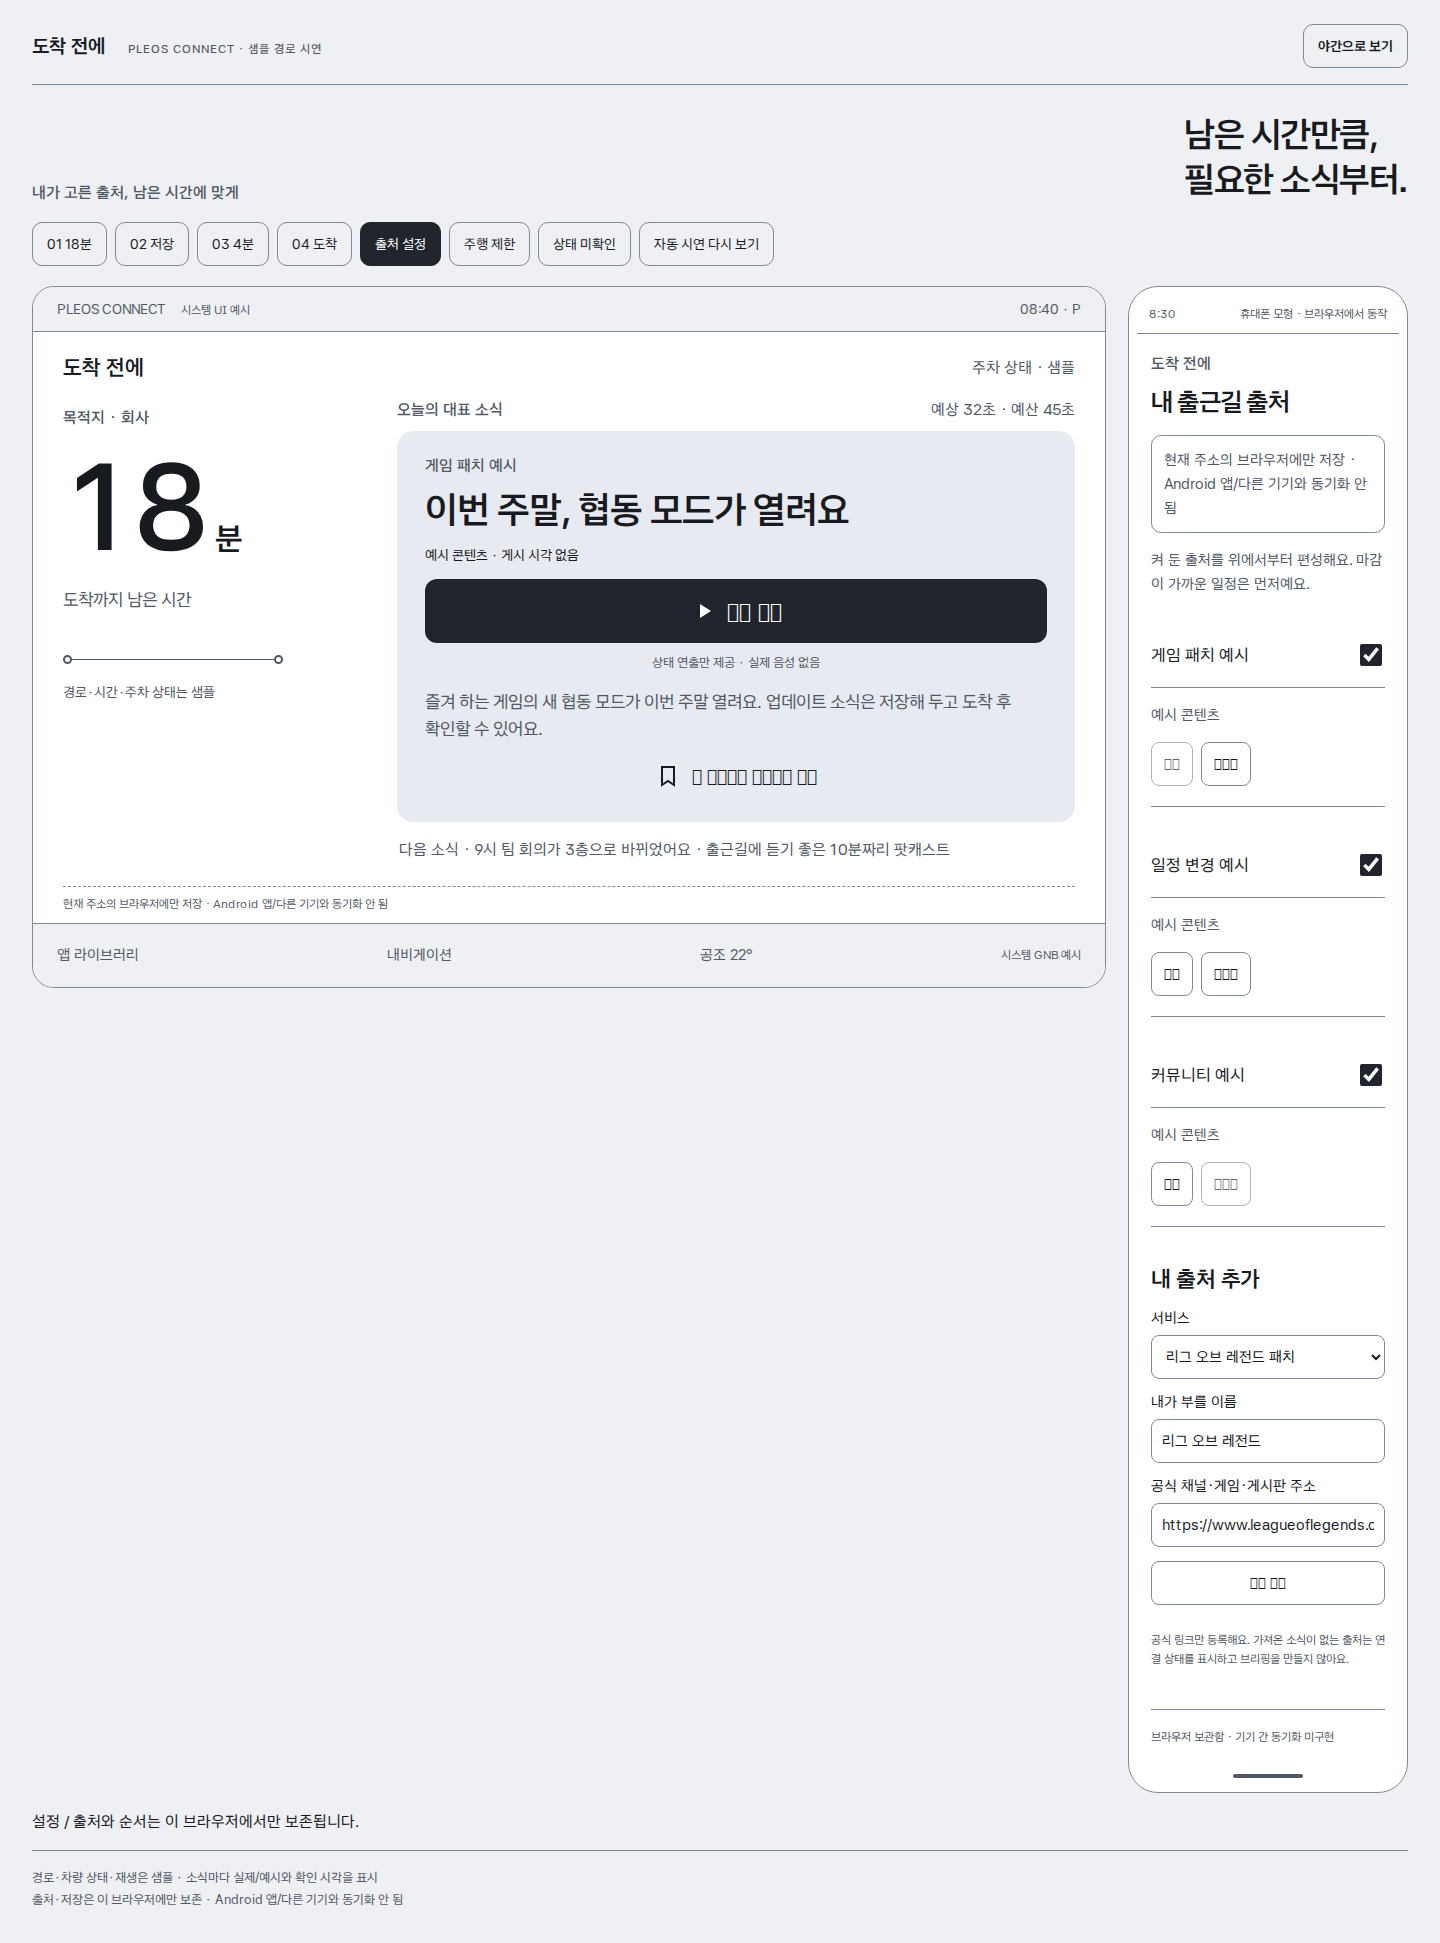 도착 전에
PLEOS CONNECT · 샘플 경로 시연
야간으로 보기
남은 시간만큼,
필요한 소식부터.
내가 고른 출처, 남은 시간에 맞게
01 18분
02 저장
03 4분
04 도착
출처 설정
주행 제한
상태 미확인
자동 시연 다시 보기
PLEOS CONNECT
시스템 UI 예시
08:40 · P
도착 전에
주차 상태 · 샘플
목적지 · 회사
18분
도착까지 남은 시간
경로·시간·주차 상태는 샘플
오늘의 대표 소식
예상 32초 · 예산 45초
게임 패치 예시
이번 주말, 협동 모드가 열려요
예시 콘텐츠 · 게시 시각 없음
상태 연출만 제공 · 실제 음성 없음
즐겨 하는 게임의 새 협동 모드가 이번 주말 열려요. 업데이트 소식은 저장해 두고 도착 후
확인할 수 있어요.
다음 소식 · 9시 팀 회의가 3층으로 바뀌었어요 · 출근길에 듣기 좋은 10분짜리 팟캐스트
현재 주소의 브라우저에만 저장 · Android 앱/다른 기기와 동기화 안 됨
앱 라이브러리
내비게이션
공조 22°
시스템 GNB 예시
8:30
휴대폰 모형 · 브라우저에서 동작
도착 전에
내 출근길 출처
현재 주소의 브라우저에만 저장 ·
Android 앱/다른 기기와 동기화 안
됨
켜 둔 출처를 위에서부터 편성해요. 마감
이 가까운 일정은 먼저예요.
게임 패치 예시
예시 콘텐츠
일정 변경 예시
예시 콘텐츠
커뮤니티 예시
예시 콘텐츠
내 출처 추가
서비스
리그 오브 레전드 패치
내가 부를 이름
리그 오브 레전드
공식 채널·게임·게시판 주소
https://www.leagueoflegends.c
공식 링크만 등록해요. 가져온 소식이 없는 출처는 연
결 상태를 표시하고 브리핑을 만들지 않아요.
브라우저 보관함 · 기기 간 동기화 미구현
설정 / 출처와 순서는 이 브라우저에서만 보존됩니다.
경로·차량 상태·재생은 샘플 · 소식마다 실제/예시와 확인 시각을 표시
출처·저장은 이 브라우저에만 보존 · Android 앱/다른 기기와 동기화 안 됨